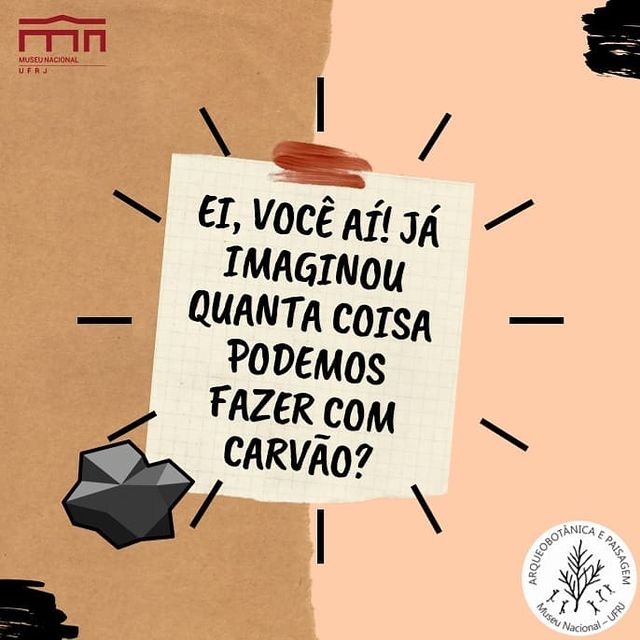 MUSEU NACIONAL
UFRJ
EI, VOCÊ AÍ! JÁ
IMAGINOU
QUANTA COISA
PODEMOS
FAZER COM
CARVÃO?
ARQUEOBOTÂNICA E PAISAGEM
Museu Nacional - UFRJ